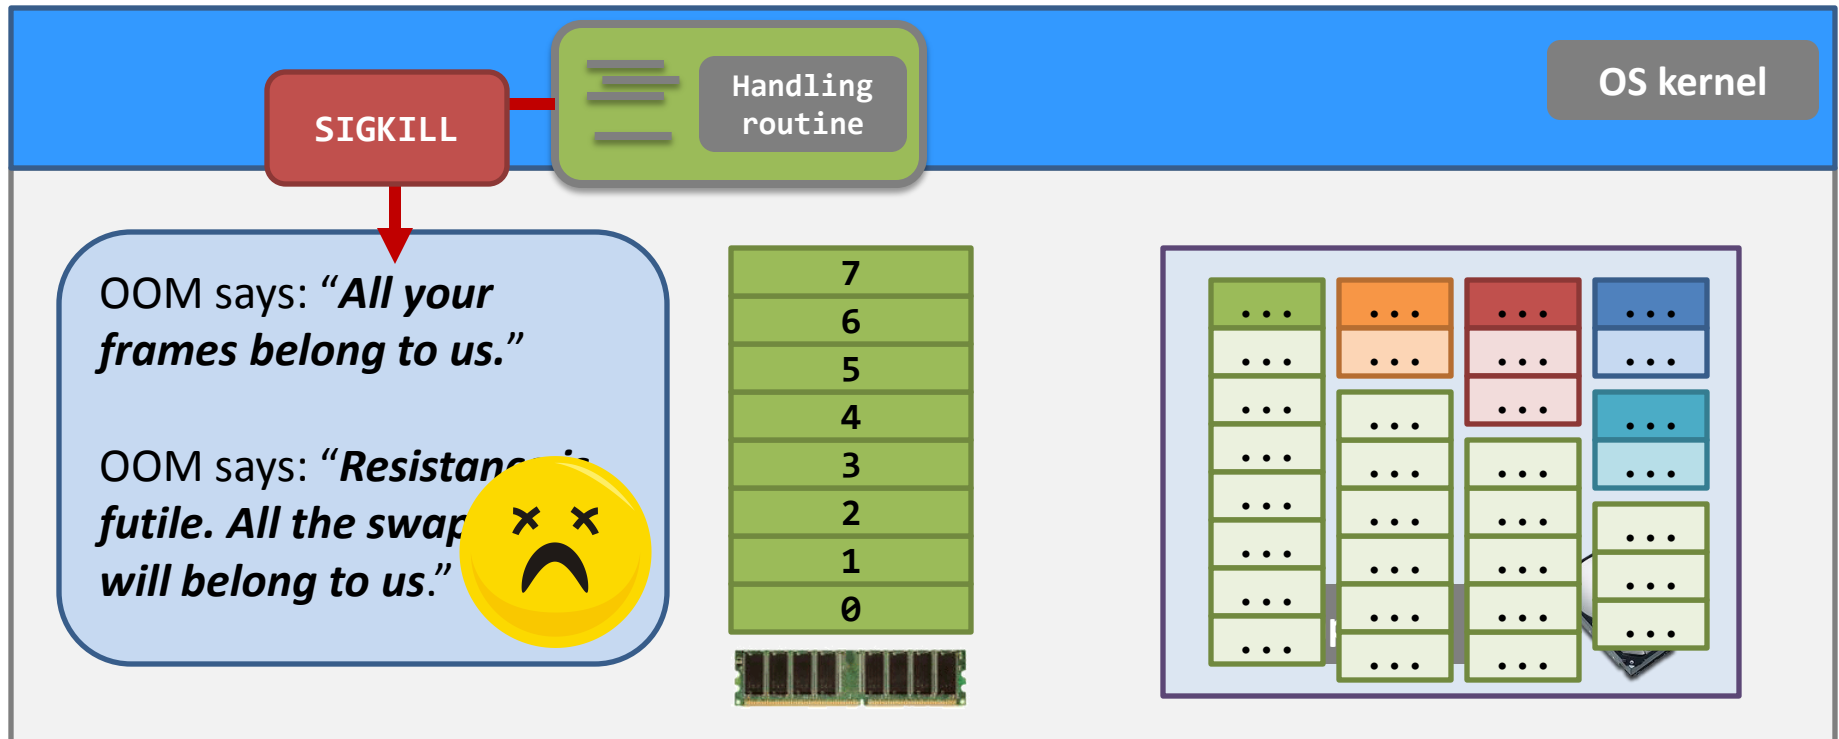 Handling
routine
OS kernel
SIGKILL
OOM says: “All your
frames belong to us.”
OOM says: “Resistance is
futile. All the swap
will belong to us.”
7
6
5
4
3
2
1
0
... ... ... ...
... ... ... ...
... ...
... ...
... ... ...
... ... ...
... ... ... ...
... ... ... ...
... ... ... ...
... ... ...